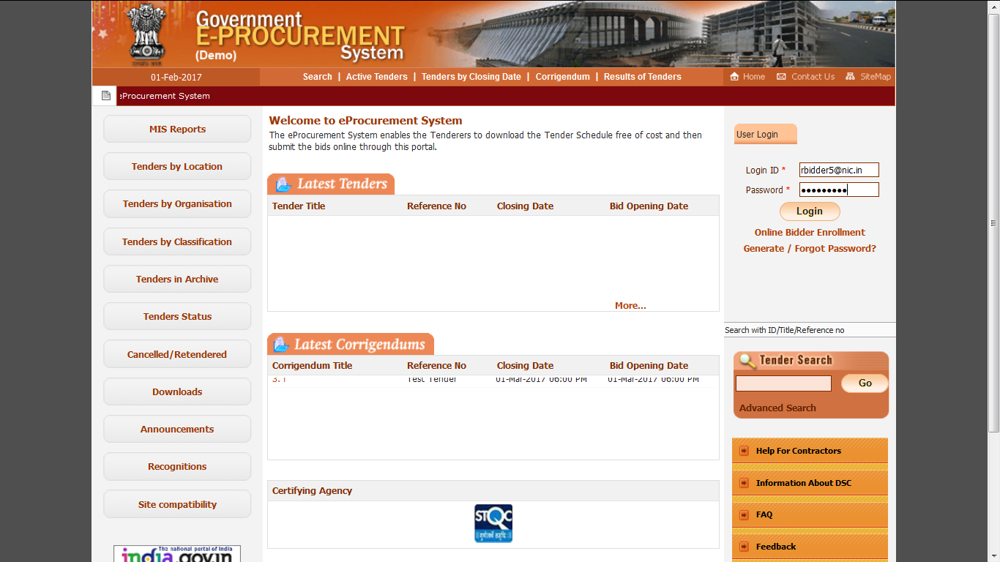 Government
E-PROCUREMENT
System
(Demo)
01-Feb-2017
Search | Active Tenders | Tenders by Closing Date | Corrigendum | Results of Tenders
Home Contact Us SiteMap
eProcurement System
MIS Reports
Tenders by Location
Tenders by Organisation
Tenders by Classification
Tenders in Archive
Tenders Status
Cancelled/Retendered
Downloads
Announcements
Recognitions
Site compatibility
The national portal of India
india.gov.in
Welcome to eProcurement System
The eProcurement System enables the Tenderers to download the Tender Schedule free of cost and then
submit the bids online through this portal.
Latest Tenders
Tender Title Reference No Closing Date Bid Opening Date
More...
Latest Corrigendums
Corrigendum Title Reference No Closing Date Bid Opening Date
Test Tender 01-Mar-2017 06:00 PM 01-Mar-2017 06:00 PM
Certifying Agency
STQC
User Login
Login ID * rbidder5@nic.in
Password * •••••••••
Login
Online Bidder Enrollment
Generate / Forgot Password?
Search with ID/Title/Reference no
Tender Search
Go
Advanced Search
Help For Contractors
Information About DSC
FAQ
Feedback